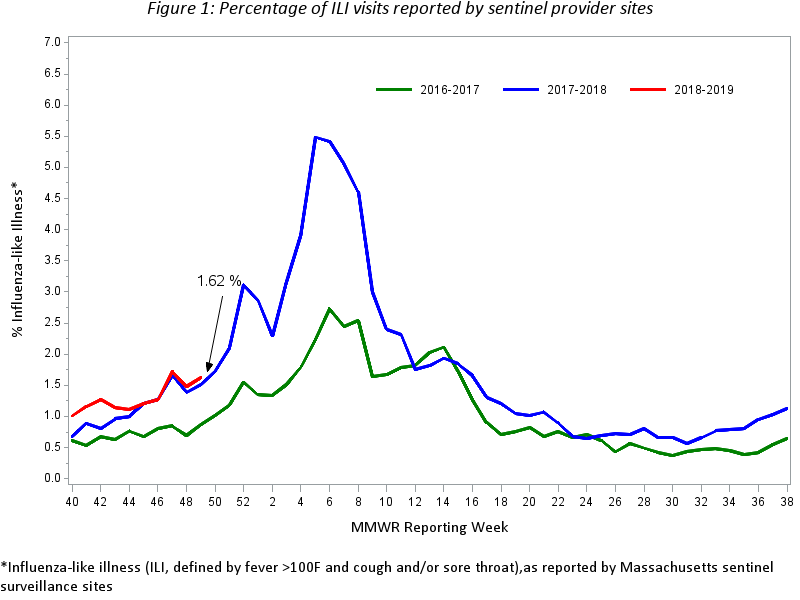 Figure 1: Percentage of ILI visits reported by sentinel provider sites
7.0
6.5
2016-2017 2017-2018 2018-2019
6.0
5.5
5.0
4.5
4.0
3.5
3.0
2.5
2.0
1.5
1.0
0.5
0.0
% Influenza-like Illness*
1.62 %
40 42 44 46 48 50 52 2 4 6 8 10 12 14 16 18 20 22 24 26 28 30 32 34 36 38
MMWR Reporting Week
*Influenza-like illness (ILI, defined by fever >100F and cough and/or sore throat),as reported by Massachusetts sentinel
surveillance sites